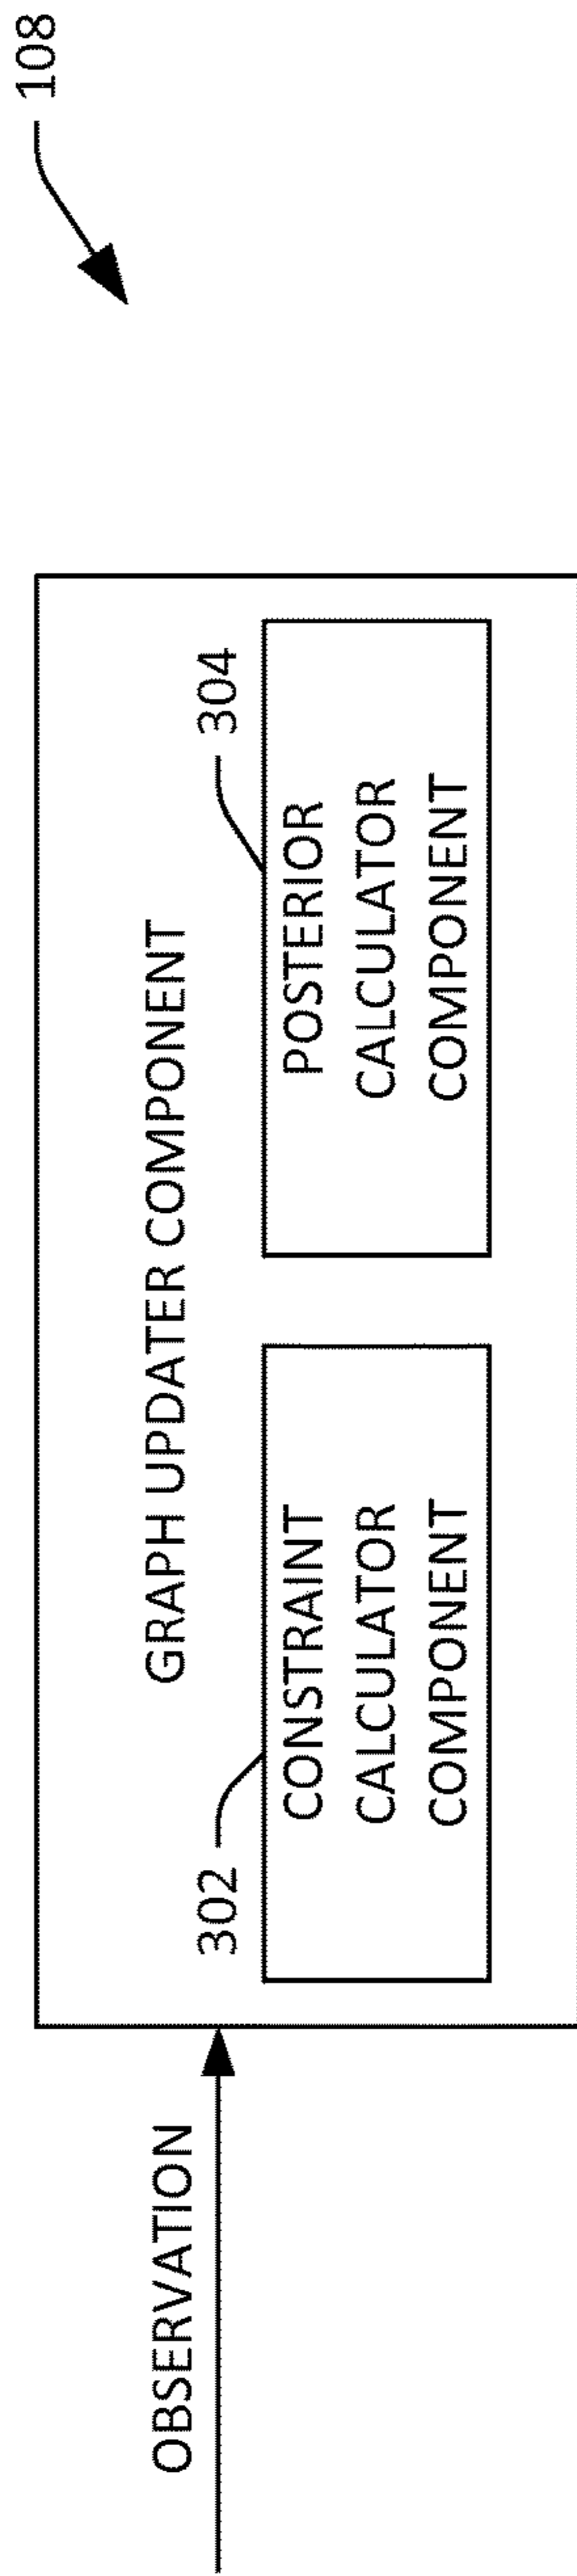 108
GRAPH UPDATER COMPONENT
OBSERVATION
302
304
CONSTRAINT
CALCULATOR
COMPONENT
POSTERIOR
CALCULATOR
COMPONENT